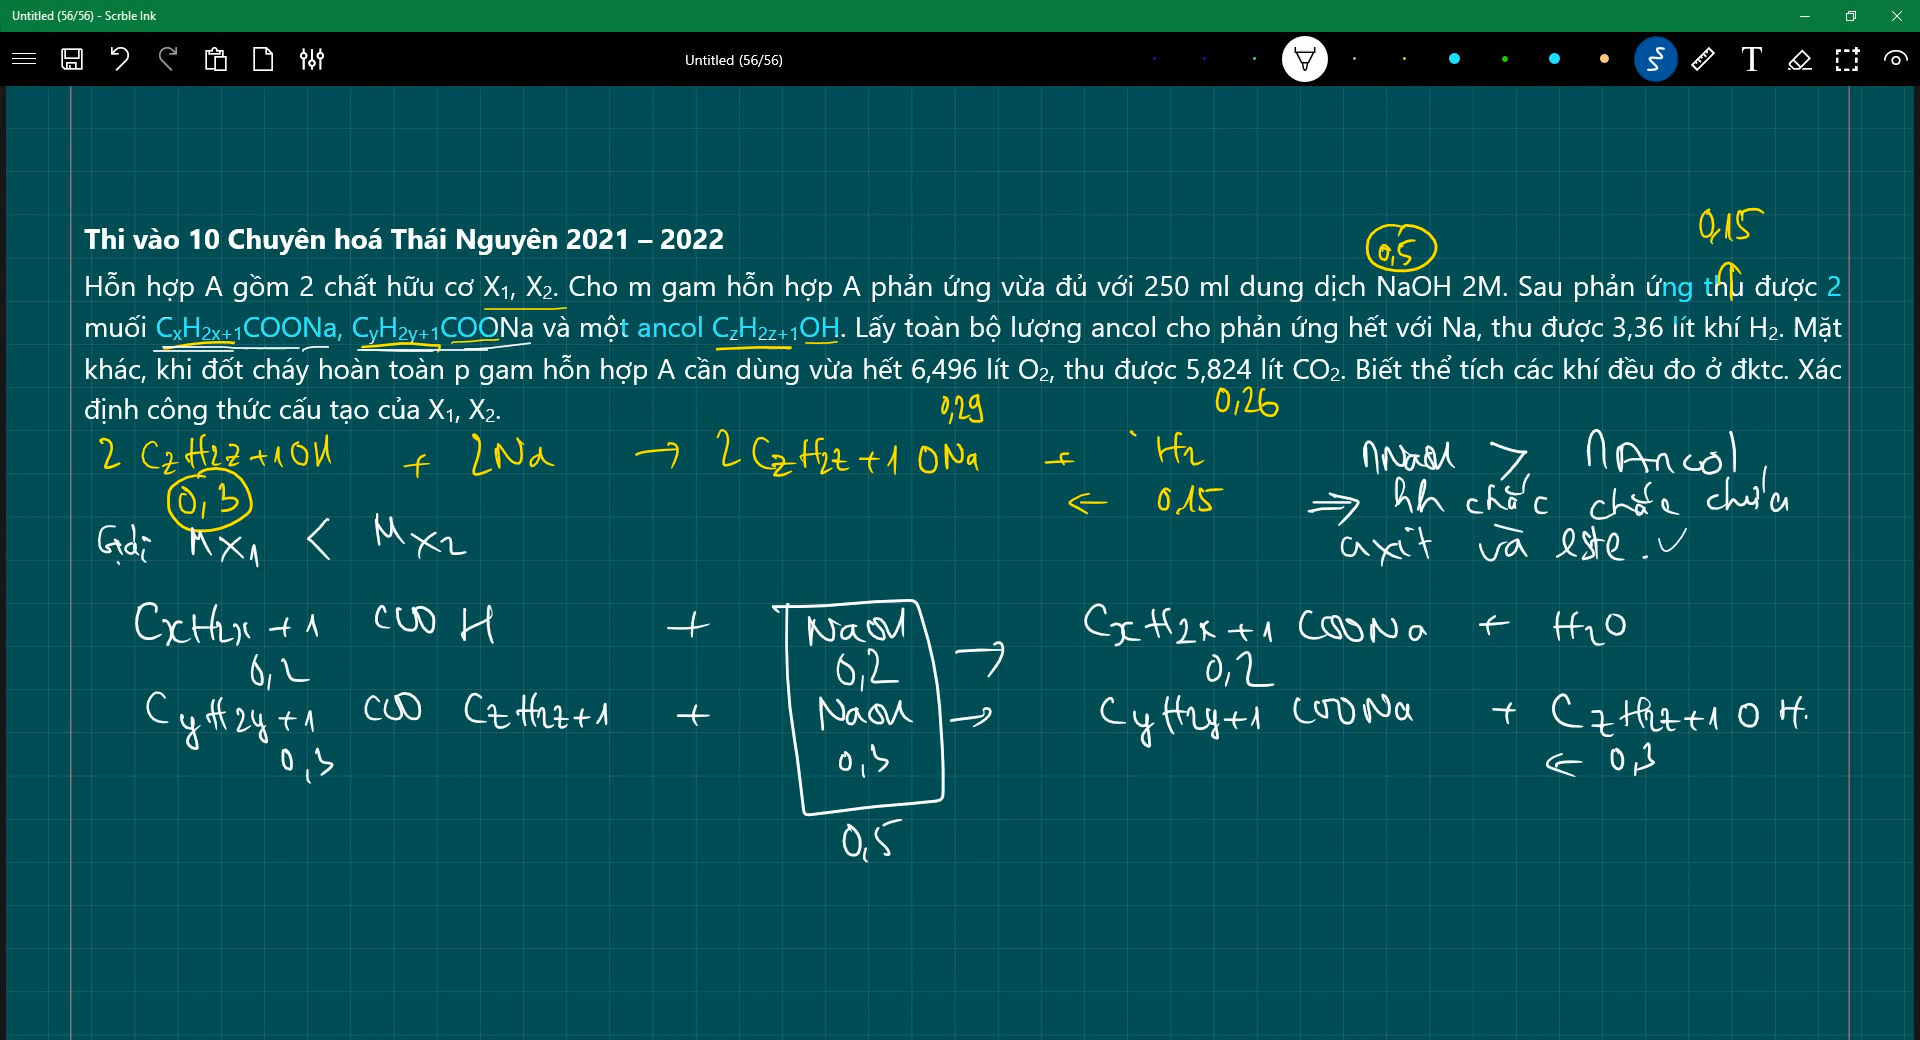 Untitled (56/56) - Scrble Ink
Untitled (56/56)
T
0,15
Thi vào 10 Chuyên hoá Thái Nguyên 2021 – 2022
0,5
Hỗn hợp A gồm 2 chất hữu cơ X₁, X₂. Cho m gam hỗn hợp A phản ứng vừa đủ với 250 ml dung dịch NaOH 2M. Sau phản ứng thu được 2
muối CₓH₂ₓ₊₁COONa, CyH2y+1COONa và một ancol CzH2z+1OH. Lấy toàn bộ lượng ancol cho phản ứng hết với Na, thu được 3,36 lít khí H₂. Mặt
khác, khi đốt cháy hoàn toàn p gam hỗn hợp A cần dùng vừa hết 6,496 lít O₂, thu được 5,824 lít CO₂. Biết thể tích các khí đều đo ở đktc. Xác
định công thức cấu tạo của X₁, X₂.
0,29 0,26
2 CzH2z+1OH + 2Na → 2CzH2z+1ONa + H₂
0,3 ← 0,15
nNaOH > nAncol
⇒ hh chắc chắc chứa
axit và este. ✓
Gọi MX₁ < MX₂
CxH2x+1 COO H + NaOH → CxH2x+1 COONa + H₂O
0,2 0,2 0,2
CyH2y+1 COO CzH2z+1 + NaOH → CyH2y+1 COONa + CzH2z+1 OH.
0,3 0,3 ← 0,3
0,5